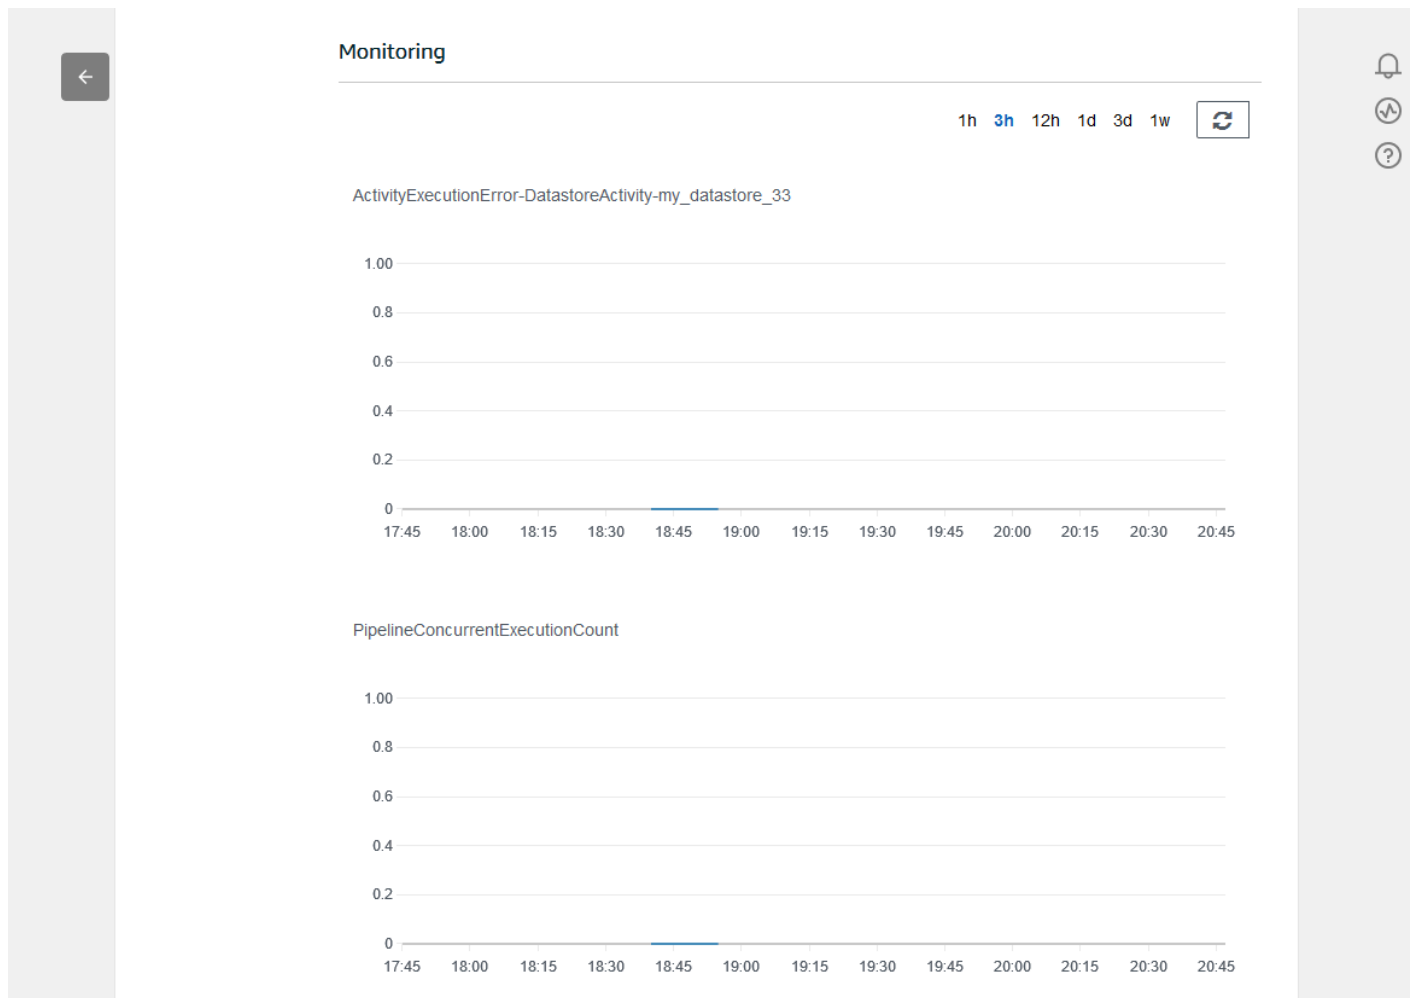 Monitoring
1h 3h 12h 1d 3d 1w
ActivityExecutionError-DatastoreActivity-my_datastore_33
1.00
0.8
0.6
0.4
0.2
0
17:45 18:00 18:15 18:30 18:45 19:00 19:15 19:30 19:45 20:00 20:15 20:30 20:45
PipelineConcurrentExecutionCount
1.00
0.8
0.6
0.4
0.2
0
17:45 18:00 18:15 18:30 18:45 19:00 19:15 19:30 19:45 20:00 20:15 20:30 20:45